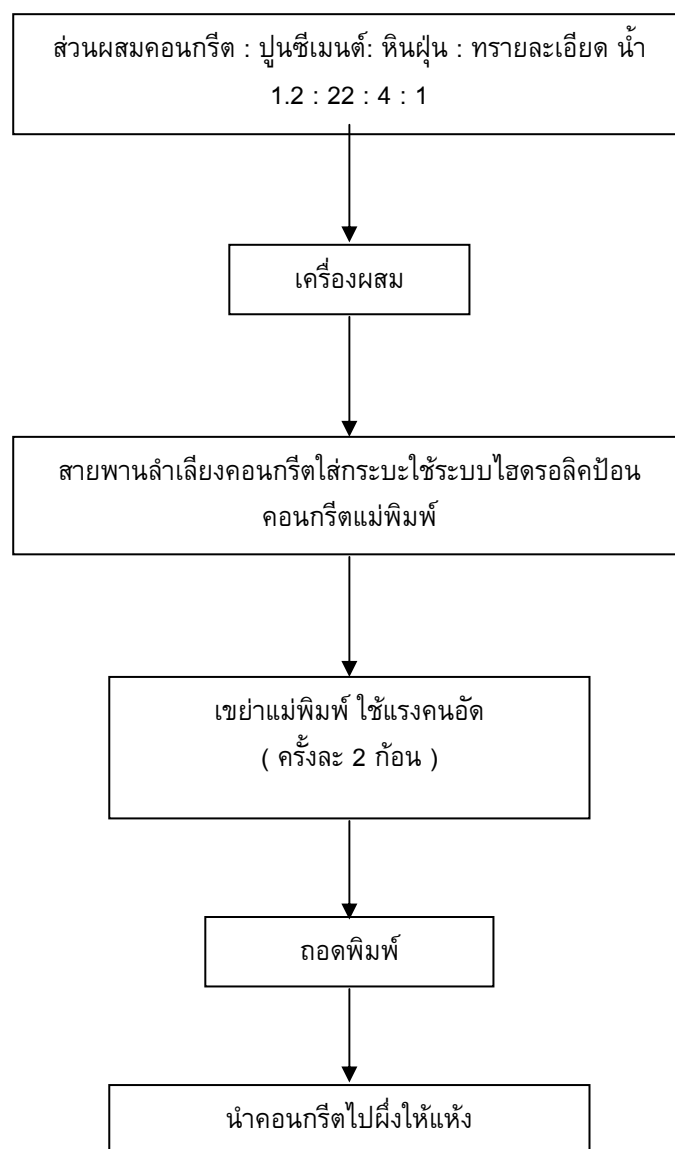 ส่วนผสมคอนกรีต : ปูนซีเมนต์: หินฝุ่น : ทรายละเอียด น้ำ
1.2 : 22 : 4 : 1
เครื่องผสม
สายพานลำเลียงคอนกรีตใส่กระบะใช้ระบบไฮดรอลิคป้อน
คอนกรีตแม่พิมพ์
เขย่าแม่พิมพ์ ใช้แรงคนอัด
( ครั้งละ 2 ก้อน )
ถอดพิมพ์
นำคอนกรีตไปผึ่งให้แห้ง